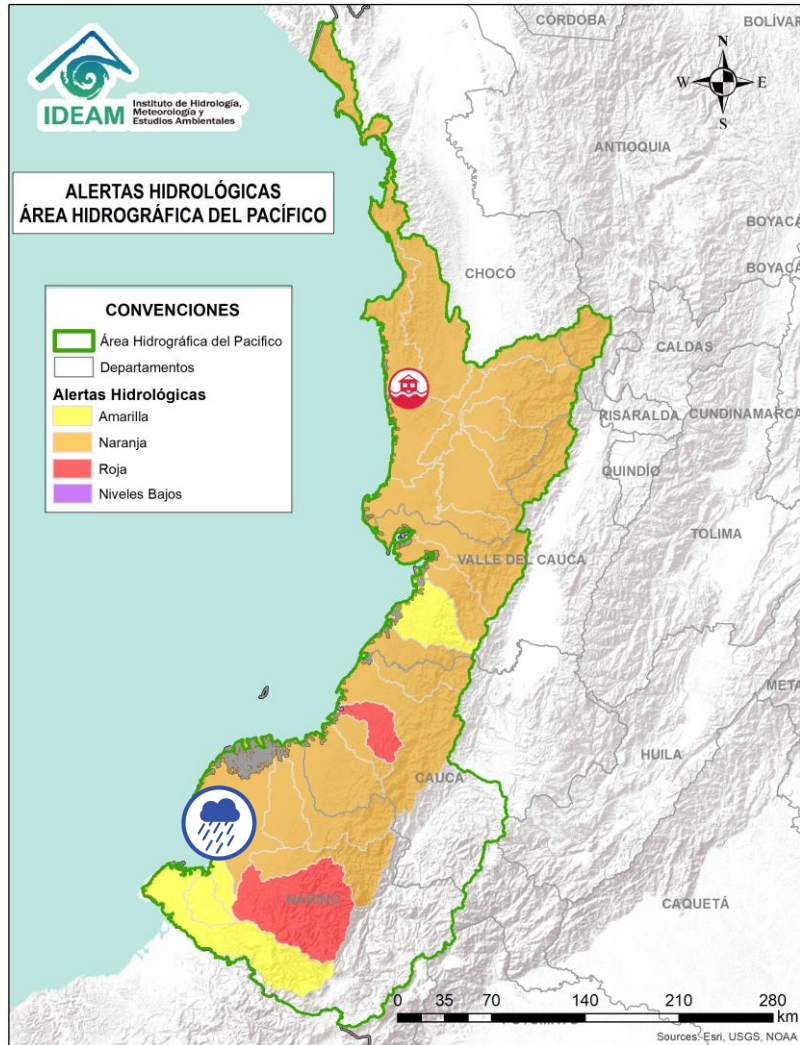 CÓRDOBA
BOLÍVAR
IDEAM
Instituto de Hidrología,
Meteorología y
Estudios Ambientales
N
W
E
S
ANTIOQUIA
ALERTAS HIDROLÓGICAS
ÁREA HIDROGRÁFICA DEL PACÍFICO
BOYACÁ
BOYACÁ
CHOCÓ
CONVENCIONES
Área Hidrográfica del Pacifico
Departamentos
Alertas Hidrológicas
Amarilla
Naranja
Roja
Niveles Bajos
CALDAS
RISARALDA
CUNDINAMARCA
QUINDÍO
TOLIMA
VALLE DEL CAUCA
META
HUILA
CAUCA
NARIÑO
CAQUETÁ
0 35 70 140 210 280
km
Sources: Esri, USGS, NOAA